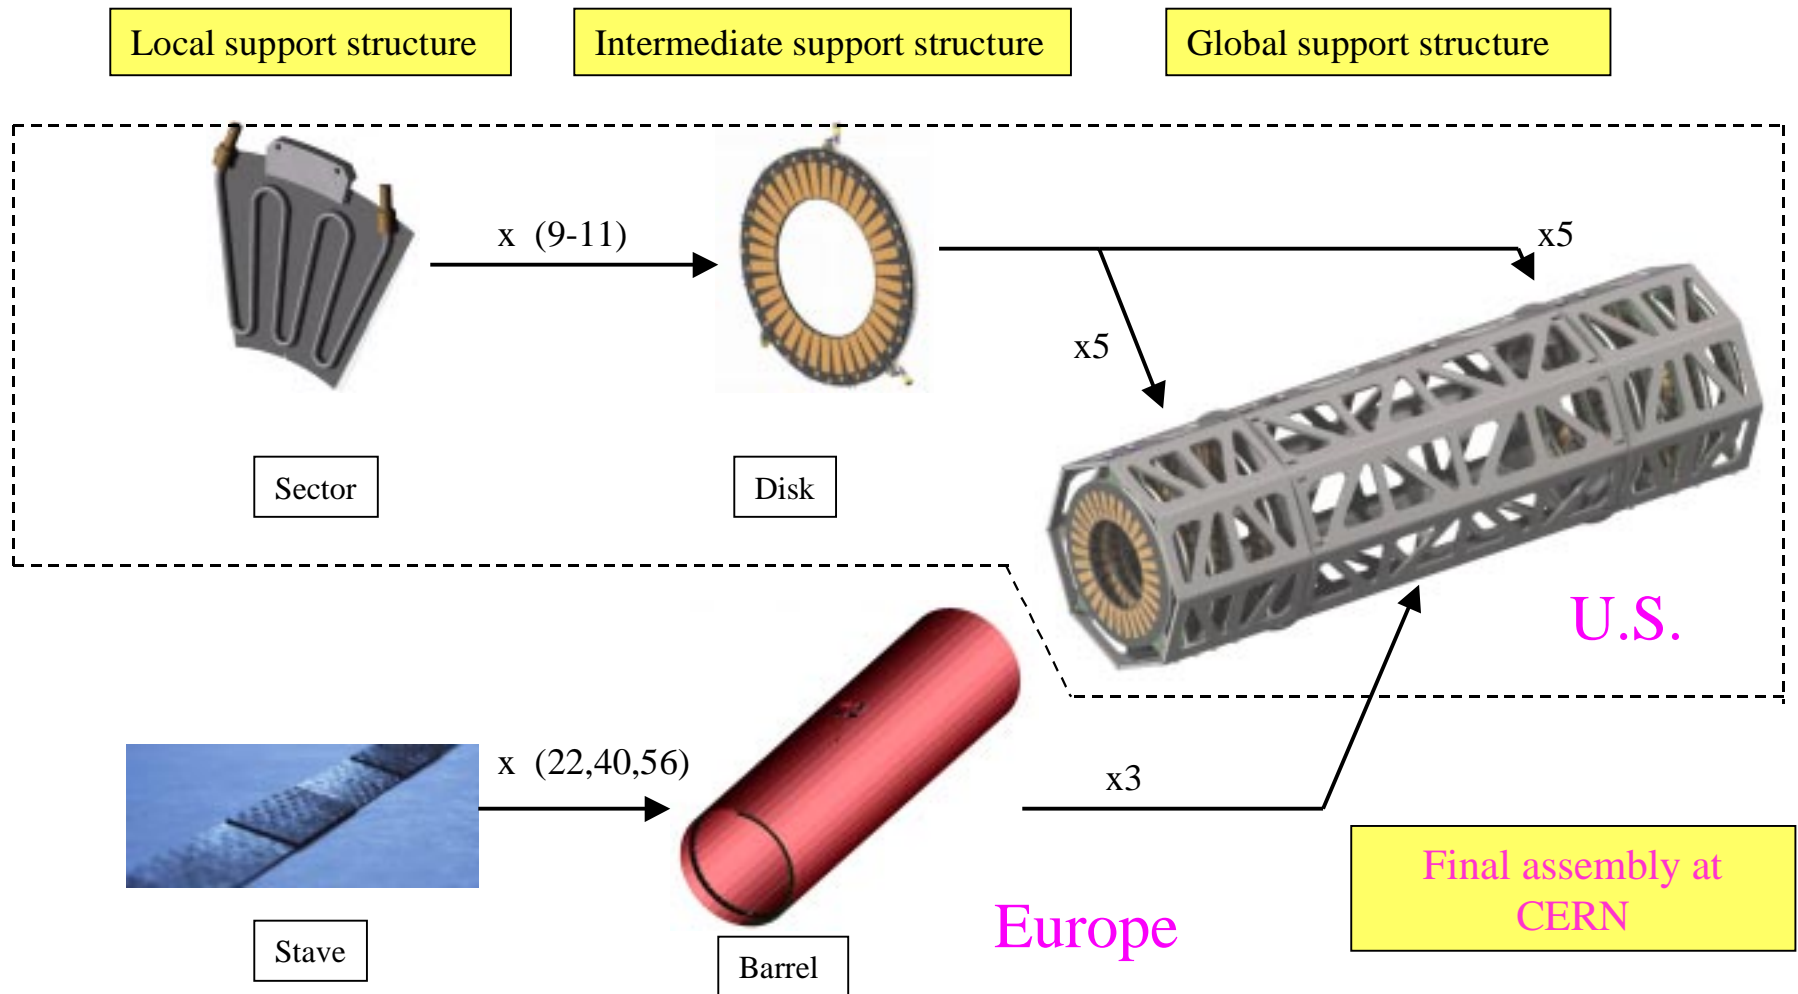 Local support structure
Intermediate support structure
Global support structure
x (9-11)
x5
x5
Sector
Disk
U.S.
x (22,40,56)
x3
Final assembly at
CERN
Europe
Stave
Barrel